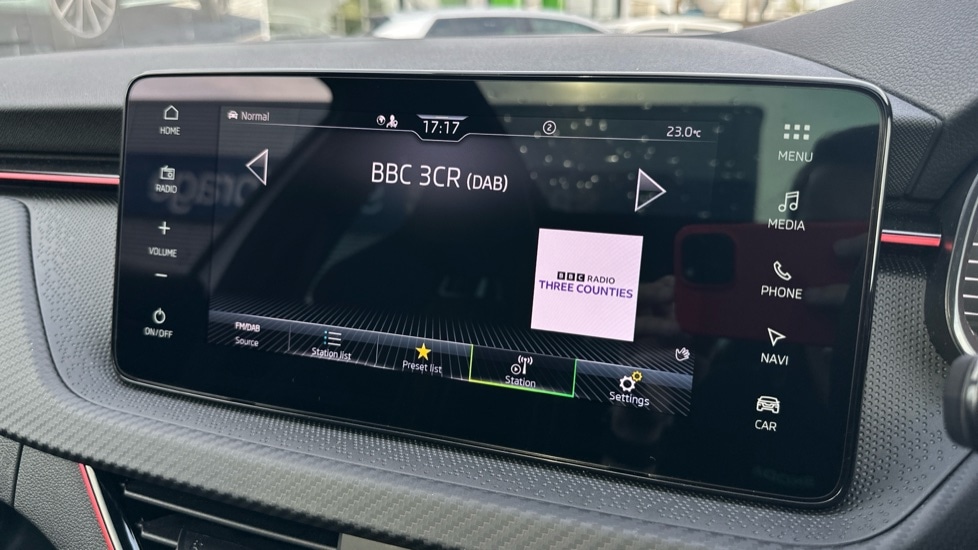 HOME
RADIO
+
VOLUME
−
ON/OFF
Normal
17:17
2
23.0°C
BBC 3CR (DAB)
BBC RADIO
THREE COUNTIES
FM/DAB
Source
Station list
Preset list
Station
Settings
MENU
MEDIA
PHONE
NAVI
CAR